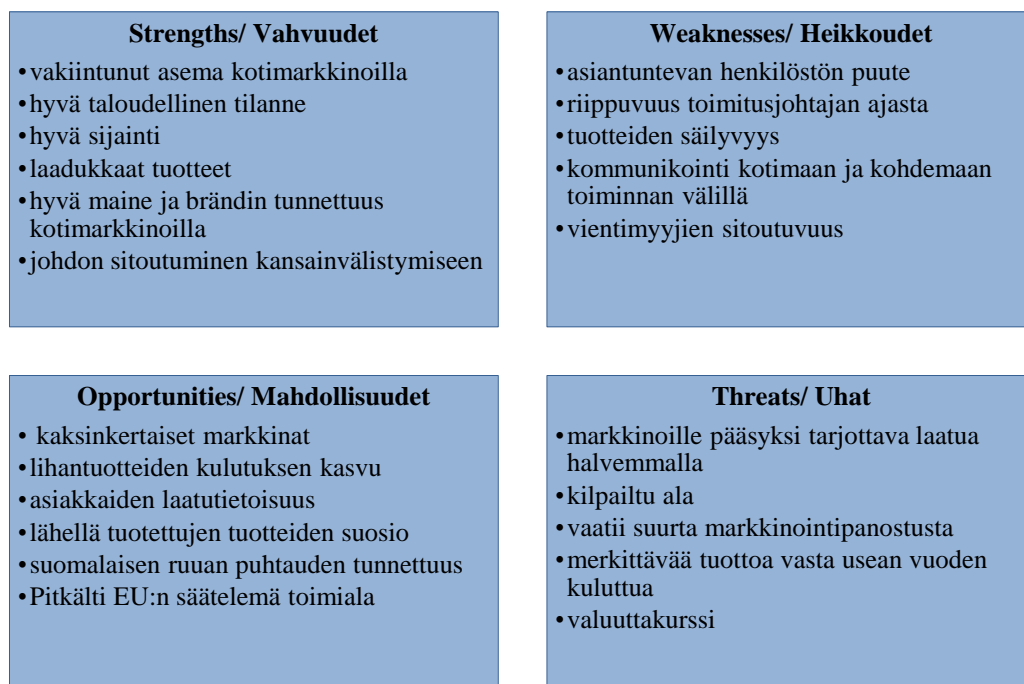 Strengths/ Vahvuudet
•vakiintunut asema kotimarkkinoilla
•hyvä taloudellinen tilanne
•hyvä sijainti
•laadukkaat tuotteet
•hyvä maine ja brändin tunnettuus
kotimarkkinoilla
•johdon sitoutuminen kansainvälistymiseen
Weaknesses/ Heikkoudet
•asiantuntevan henkilöstön puute
•riippuvuus toimitusjohtajan ajasta
•tuotteiden säilyvyys
•kommunikointi kotimaan ja kohdemaan
toiminnan välillä
•vientimyyjien sitoutuvuus
Opportunities/ Mahdollisuudet
• kaksinkertaiset markkinat
•lihantuotteiden kulutuksen kasvu
•asiakkaiden laatutietoisuus
•lähellä tuotettujen tuotteiden suosio
•suomalaisen ruuan puhtauden tunnettuus
•Pitkälti EU:n säätelemä toimiala
Threats/ Uhat
•markkinoille pääsyksi tarjottava laatua
halvemmalla
•kilpailtu ala
•vaatii suurta markkinointipanostusta
•merkittävää tuottoa vasta usean vuoden
kuluttua
•valuuttakurssi